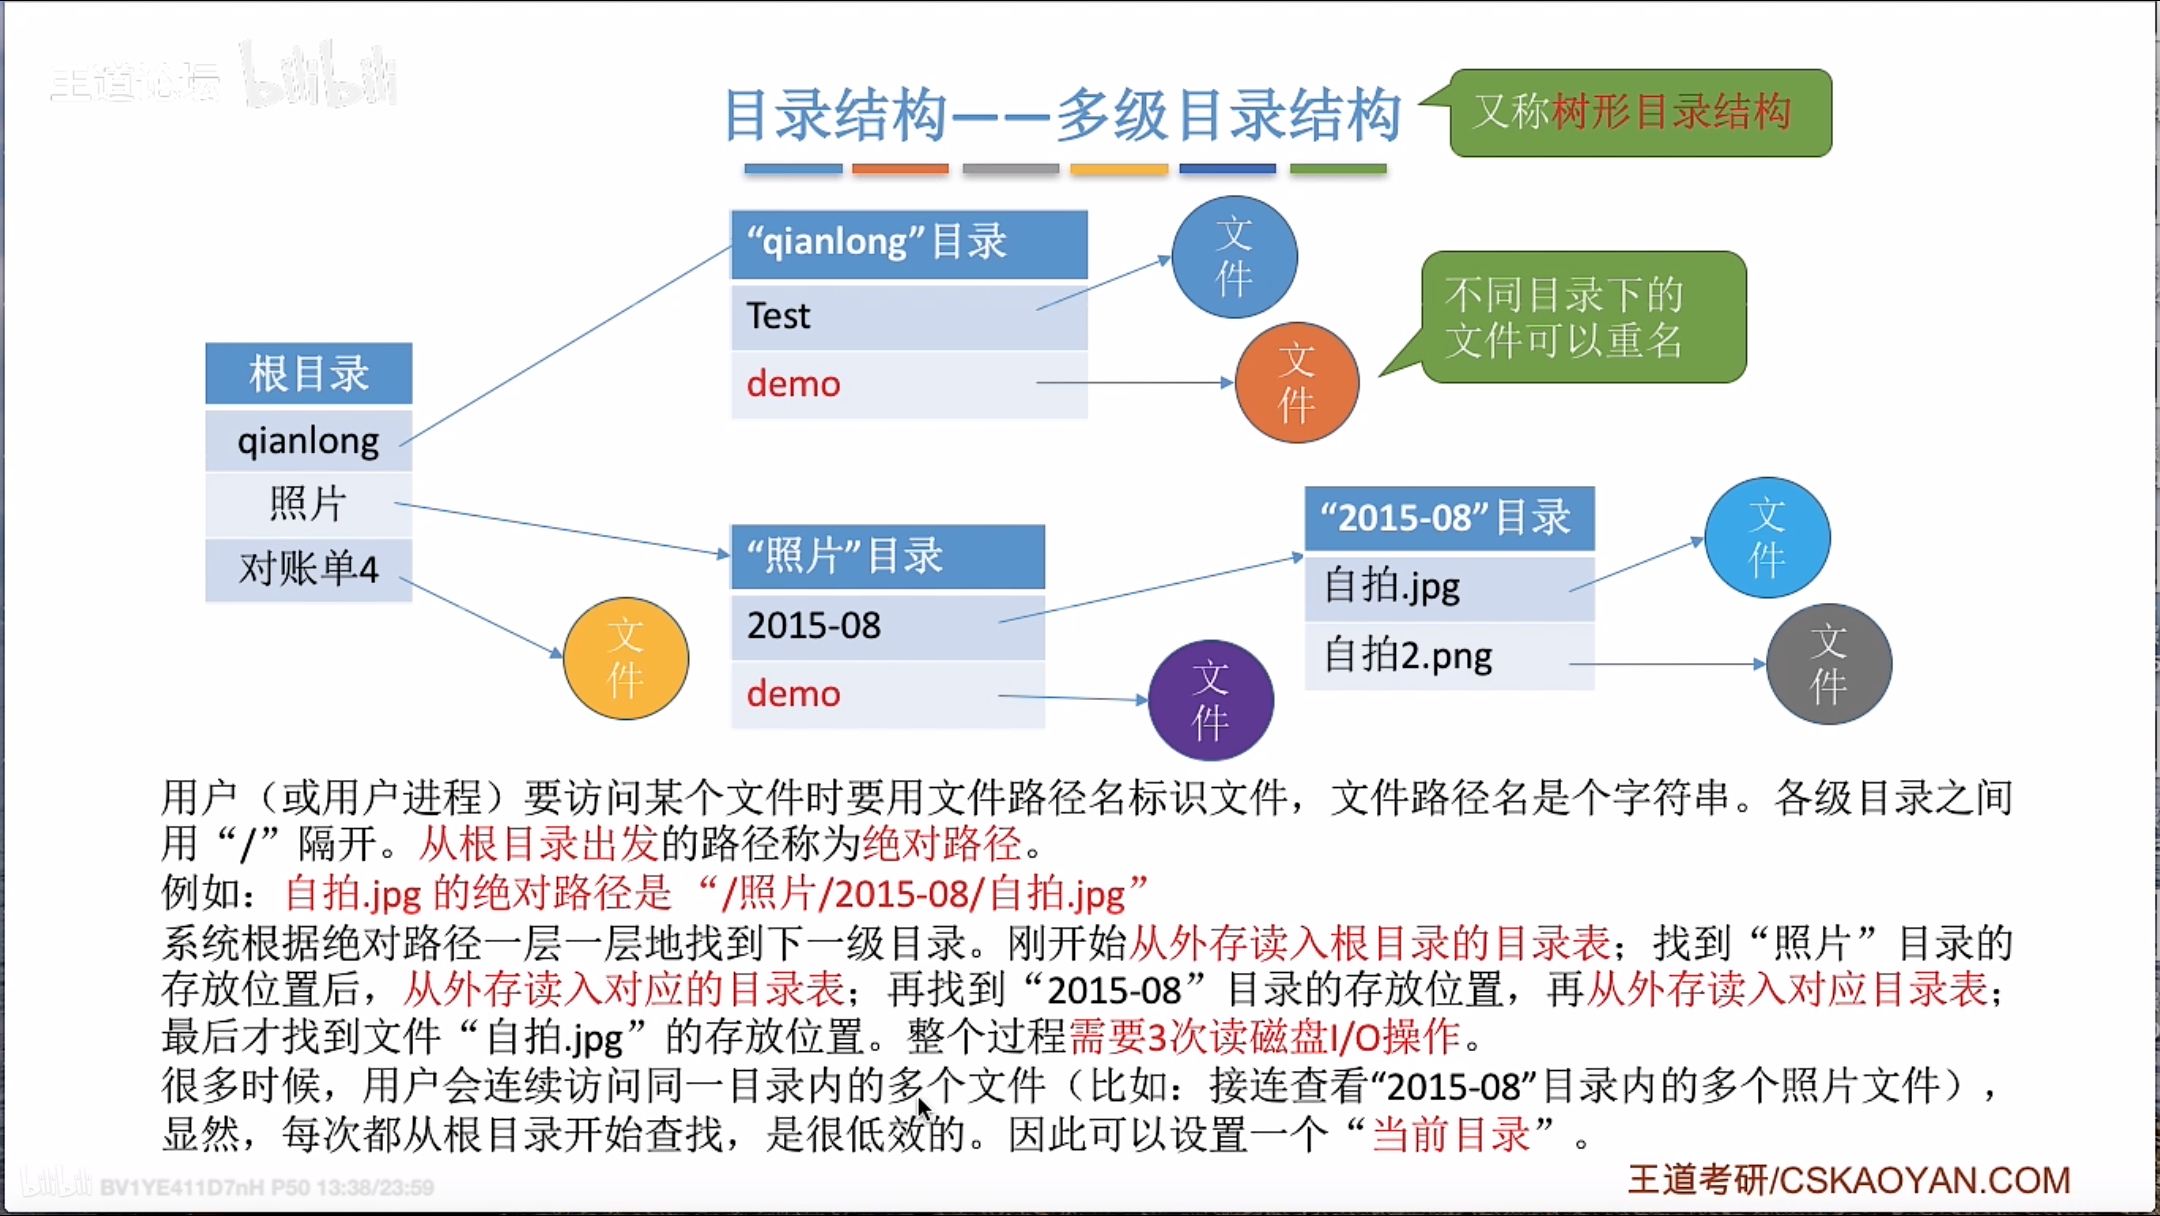 王道论坛 bilibili
目录结构——多级目录结构
又称树形目录结构
“qianlong”目录
Test
demo
文件
文件
不同目录下的
文件可以重名
根目录
qianlong
照片
对账单4
文件
“照片”目录
2015-08
demo
文件
“2015-08”目录
自拍.jpg
自拍2.png
文件
文件
用户（或用户进程）要访问某个文件时要用文件路径名标识文件，文件路径名是个字符串。各级目录之间
用“/”隔开。从根目录出发的路径称为绝对路径。
例如：自拍.jpg 的绝对路径是 “/照片/2015-08/自拍.jpg”
系统根据绝对路径一层一层地找到下一级目录。刚开始从外存读入根目录的目录表；找到“照片”目录的
存放位置后，从外存读入对应的目录表；再找到“2015-08”目录的存放位置，再从外存读入对应目录表；
最后才找到文件“自拍.jpg”的存放位置。整个过程需要3次读磁盘I/O操作。
很多时候，用户会连续访问同一目录内的多个文件（比如：接连查看“2015-08”目录内的多个照片文件），
显然，每次都从根目录开始查找，是很低效的。因此可以设置一个“当前目录”。
bilibili BV1YE411D7nH P50 13:38/23:59
王道考研/CSKAOYAN.COM